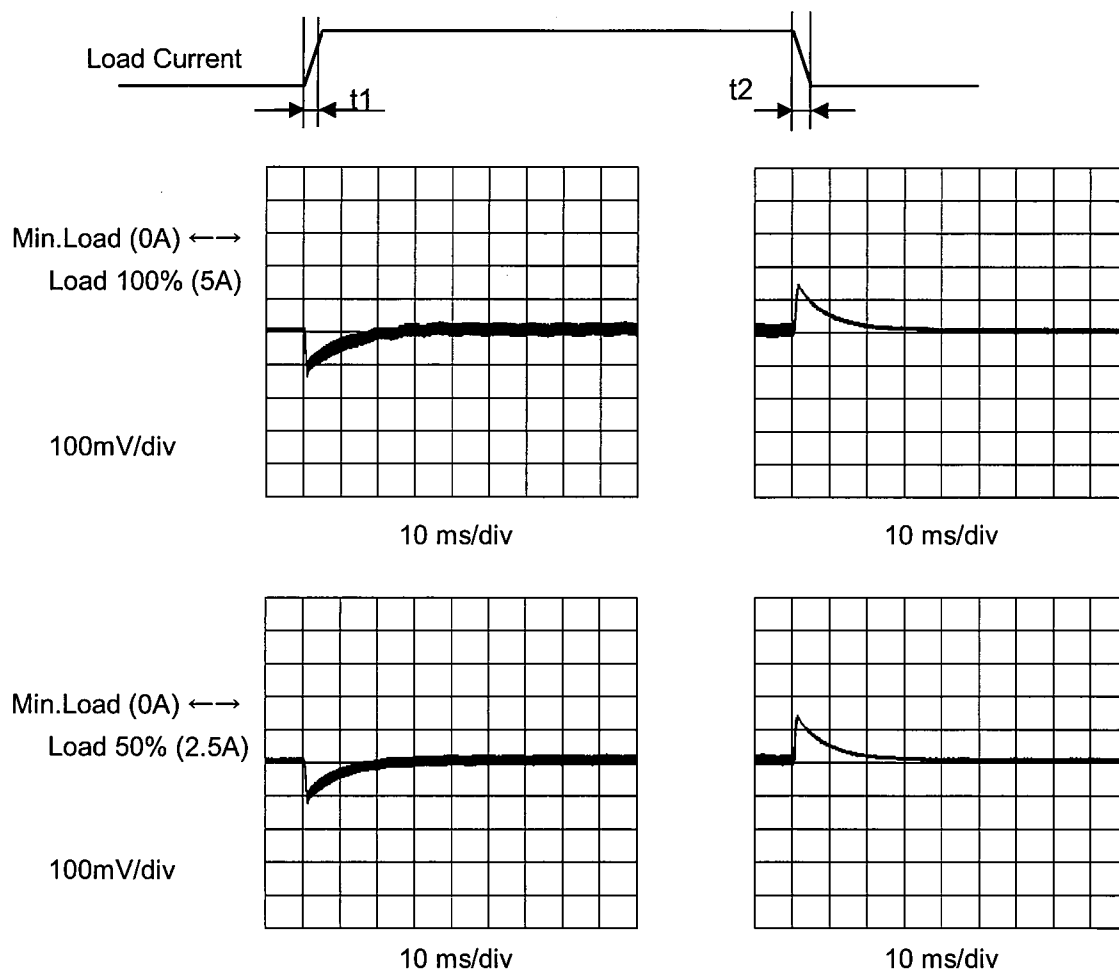 Load Current
t1
t2
Min.Load (0A) ←→
Load 100% (5A)
100mV/div
10 ms/div
10 ms/div
Min.Load (0A) ←→
Load 50% (2.5A)
100mV/div
10 ms/div
10 ms/div